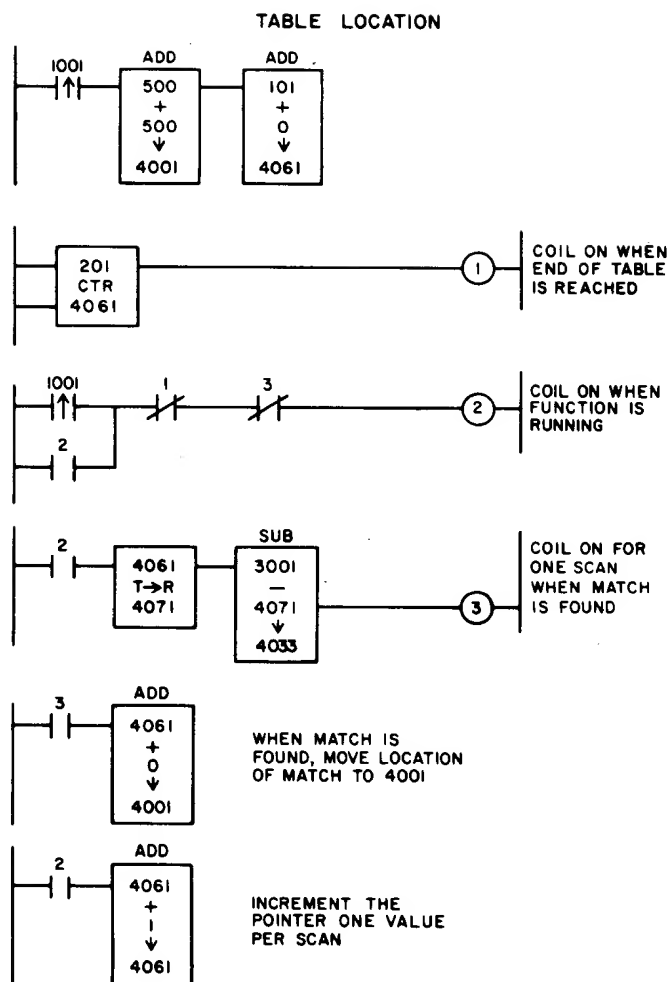 TABLE LOCATION
1001
ADD
500
+
500
↓
4001
ADD
101
+
0
↓
4061
201
CTR
4061
1
COIL ON WHEN
END OF TABLE
IS REACHED
1001
2
1
3
2
COIL ON WHEN
FUNCTION IS
RUNNING
2
4061
T→R
4071
SUB
3001
—
4071
↓
4033
3
COIL ON FOR
ONE SCAN
WHEN MATCH
IS FOUND
3
ADD
4061
+
0
↓
4001
WHEN MATCH IS
FOUND, MOVE LOCATION
OF MATCH TO 4001
2
ADD
4061
+
1
↓
4061
INCREMENT THE
POINTER ONE VALUE
PER SCAN